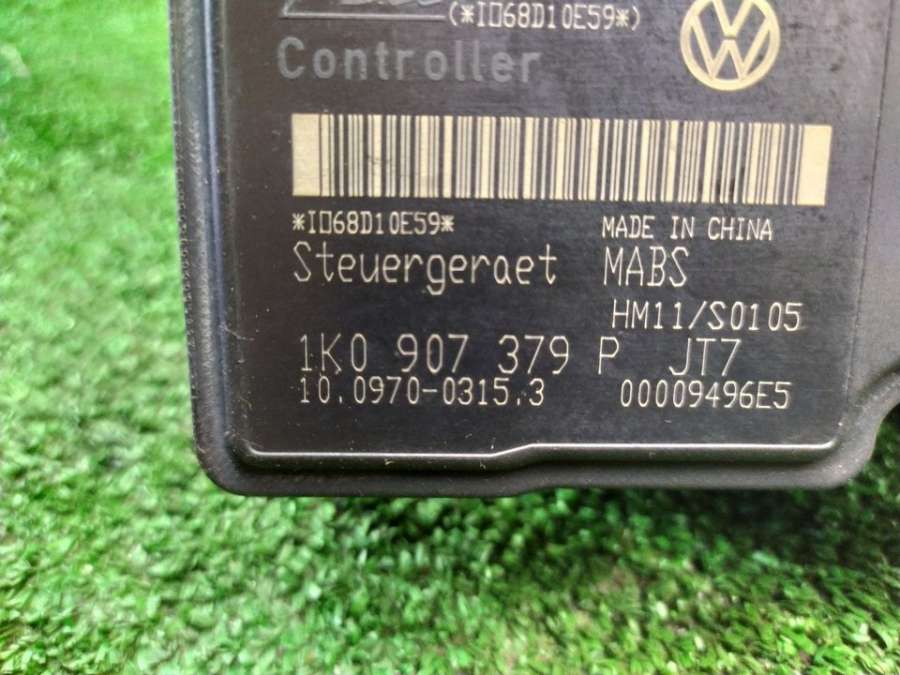 (*I068D10E59*)
Controller
*I068D10E59* MADE IN CHINA
Steuergeraet MABS
HM11/S0105
1K0 907 379 P JT7
10.0970-0315.3 00009496E5